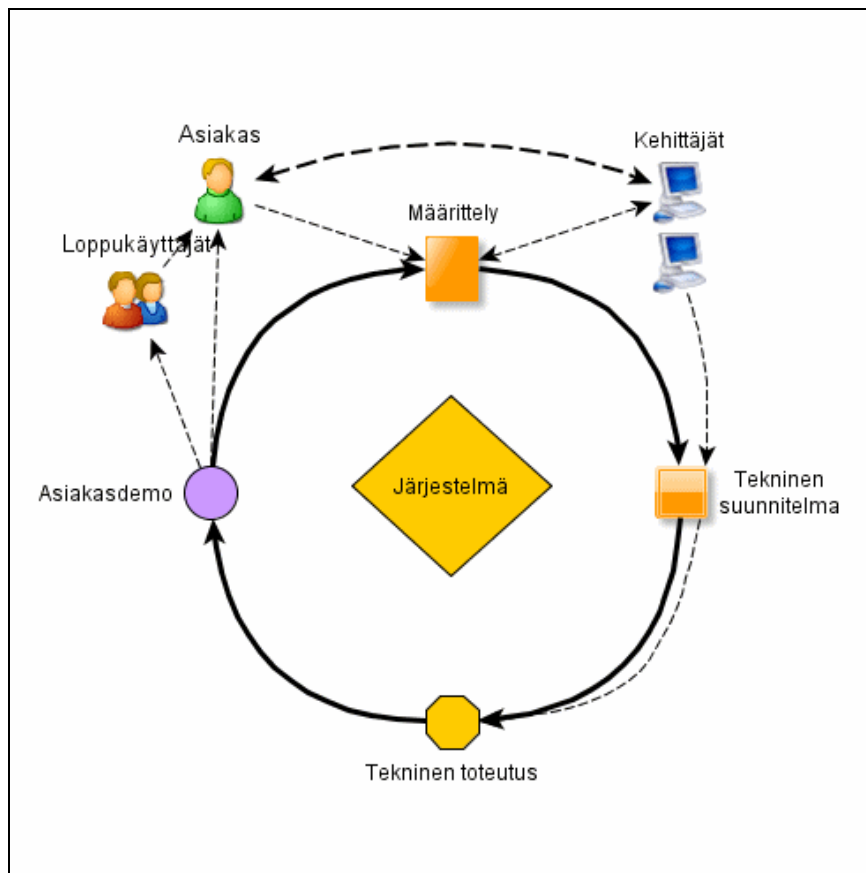 Asiakas
Kehittäjät
Määrittely
Loppukäyttäjät
Järjestelmä
Asiakasdemo
Tekninen
suunnitelma
Tekninen toteutus